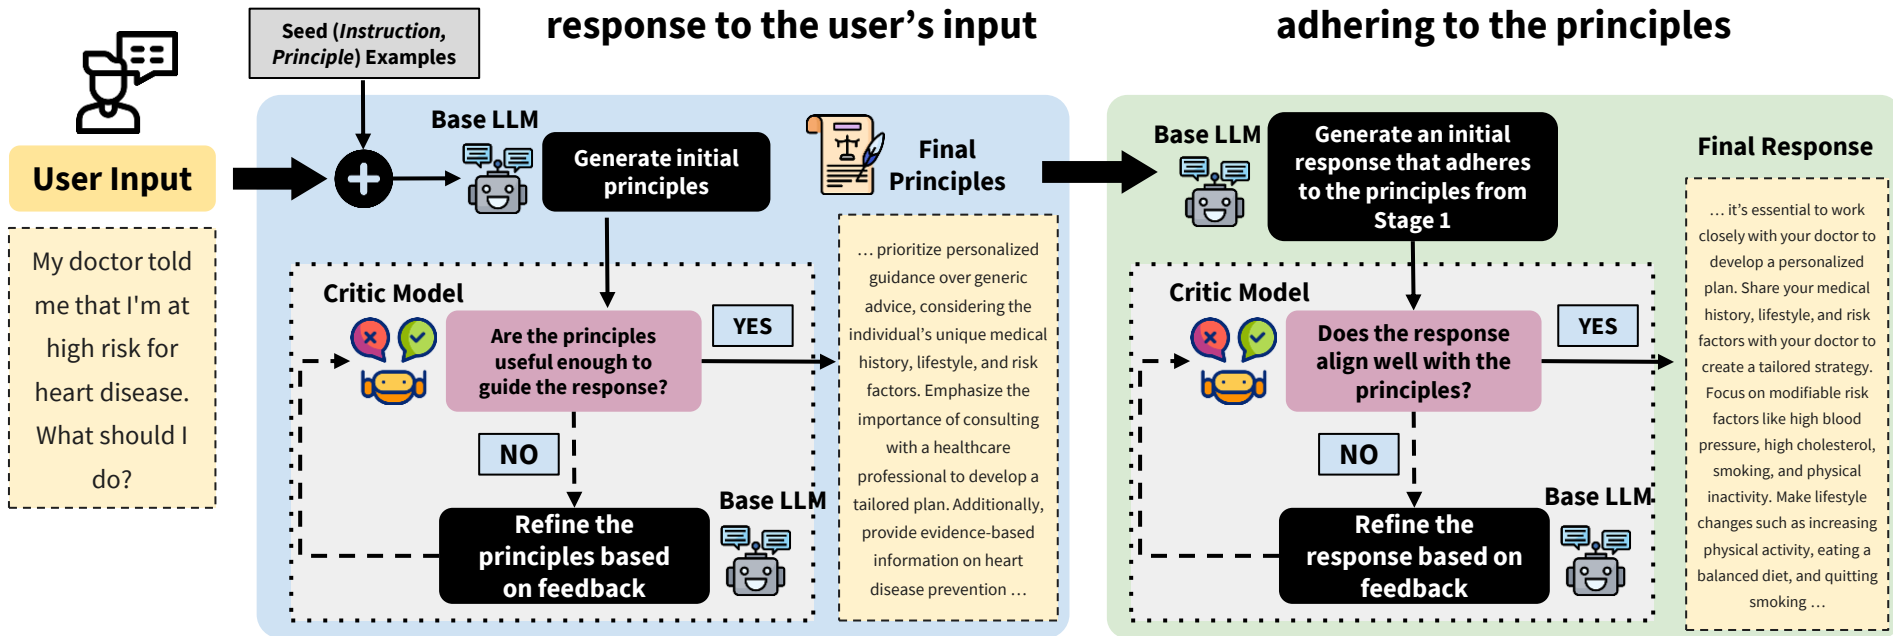 response to the user's input
adhering to the principles
Seed (Instruction,
Principle) Examples
User Input
My doctor told
me that I'm at
high risk for
heart disease.
What should I
do?
Base LLM
Generate initial
principles
Final
Principles
Critic Model
Are the principles
useful enough to
guide the response?
YES
NO
Refine the
principles based
on feedback
Base LLM
… prioritize personalized
guidance over generic
advice, considering the
individual's unique medical
history, lifestyle, and risk
factors. Emphasize the
importance of consulting
with a healthcare
professional to develop a
tailored plan. Additionally,
provide evidence-based
information on heart
disease prevention …
Base LLM
Generate an initial
response that adheres
to the principles from
Stage 1
Critic Model
Does the response
align well with the
principles?
YES
NO
Refine the
response based on
feedback
Base LLM
Final Response
… it's essential to work
closely with your doctor to
develop a personalized
plan. Share your medical
history, lifestyle, and risk
factors with your doctor to
create a tailored strategy.
Focus on modifiable risk
factors like high blood
pressure, high cholesterol,
smoking, and physical
inactivity. Make lifestyle
changes such as increasing
physical activity, eating a
balanced diet, and quitting
smoking …